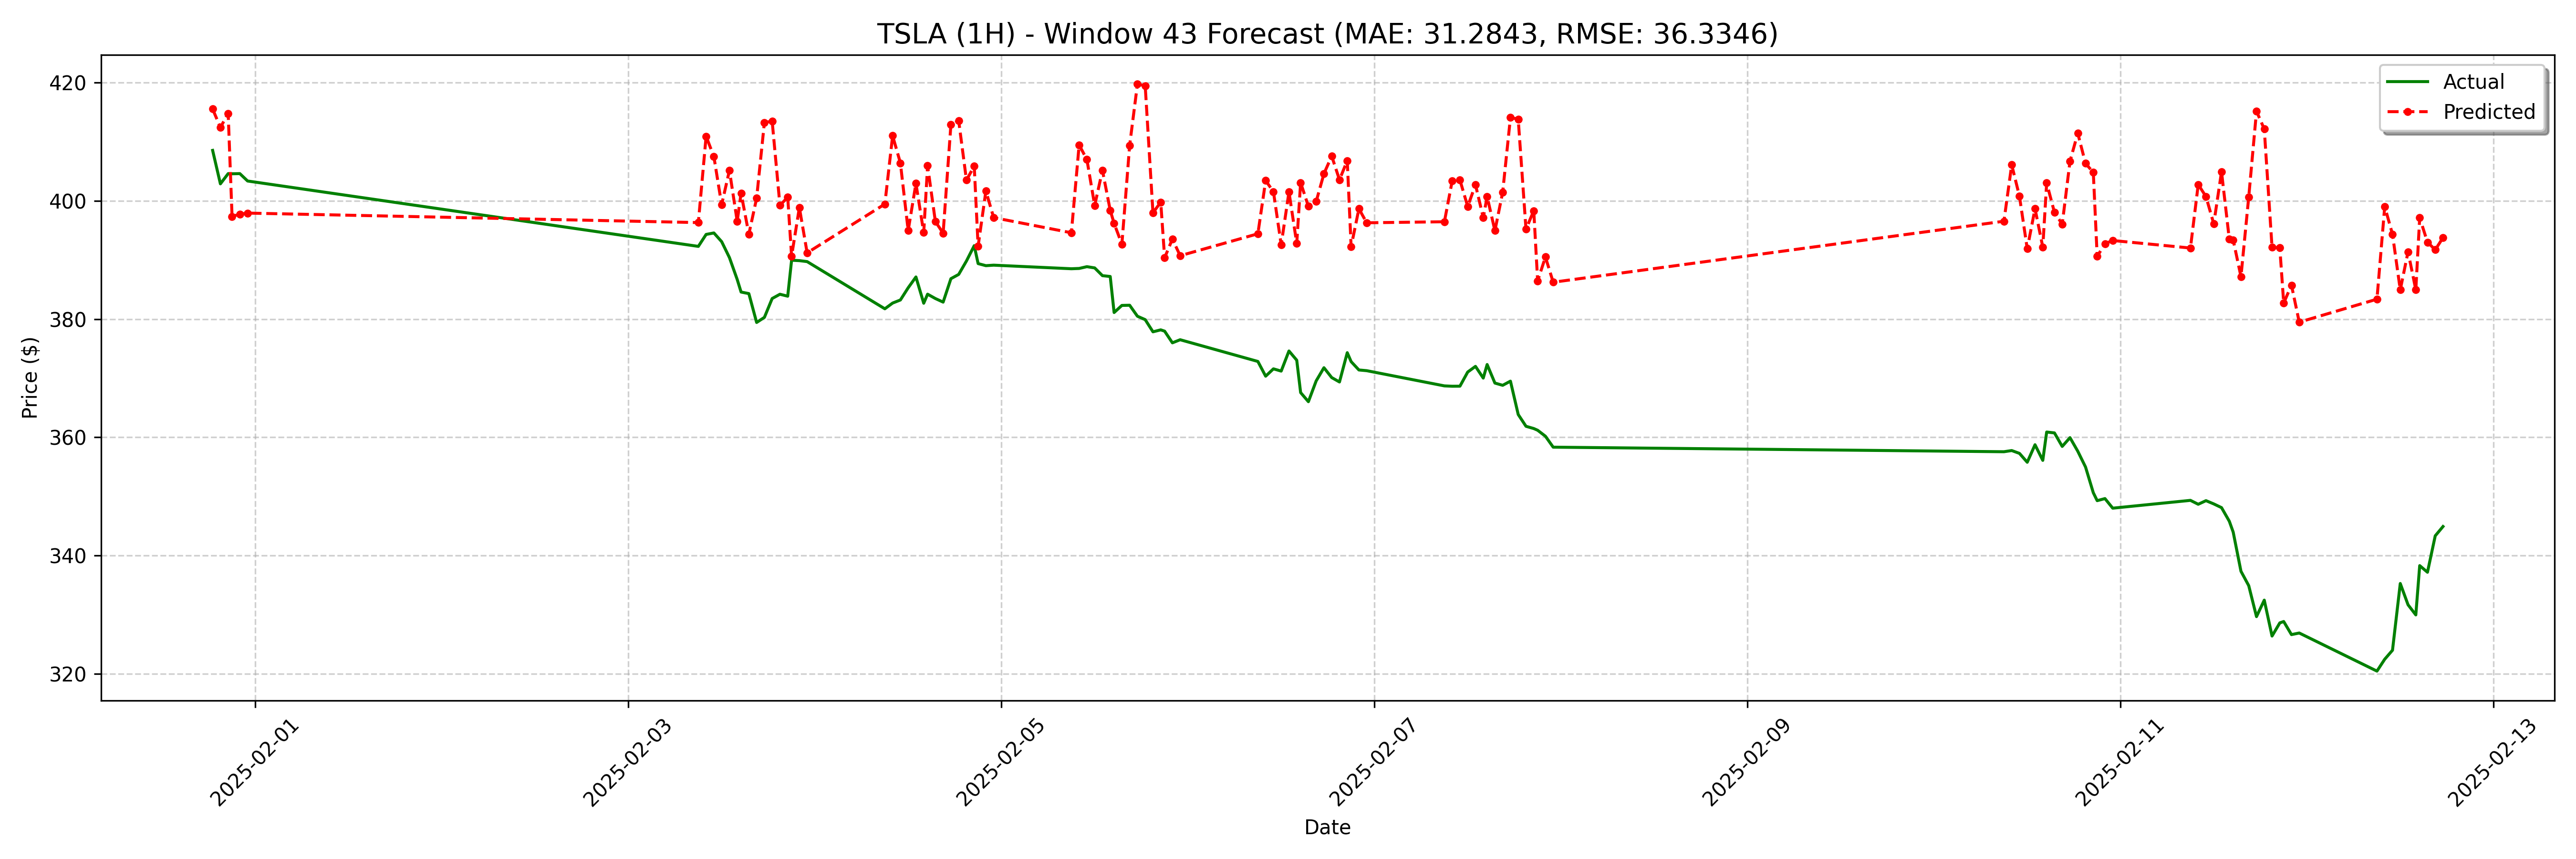 TSLA (1H) - Window 43 Forecast (MAE: 31.2843, RMSE: 36.3346)
Actual
Predicted
Price ($)
420
400
380
360
340
320
2025-02-01
2025-02-03
2025-02-05
2025-02-07
2025-02-09
2025-02-11
2025-02-13
Date